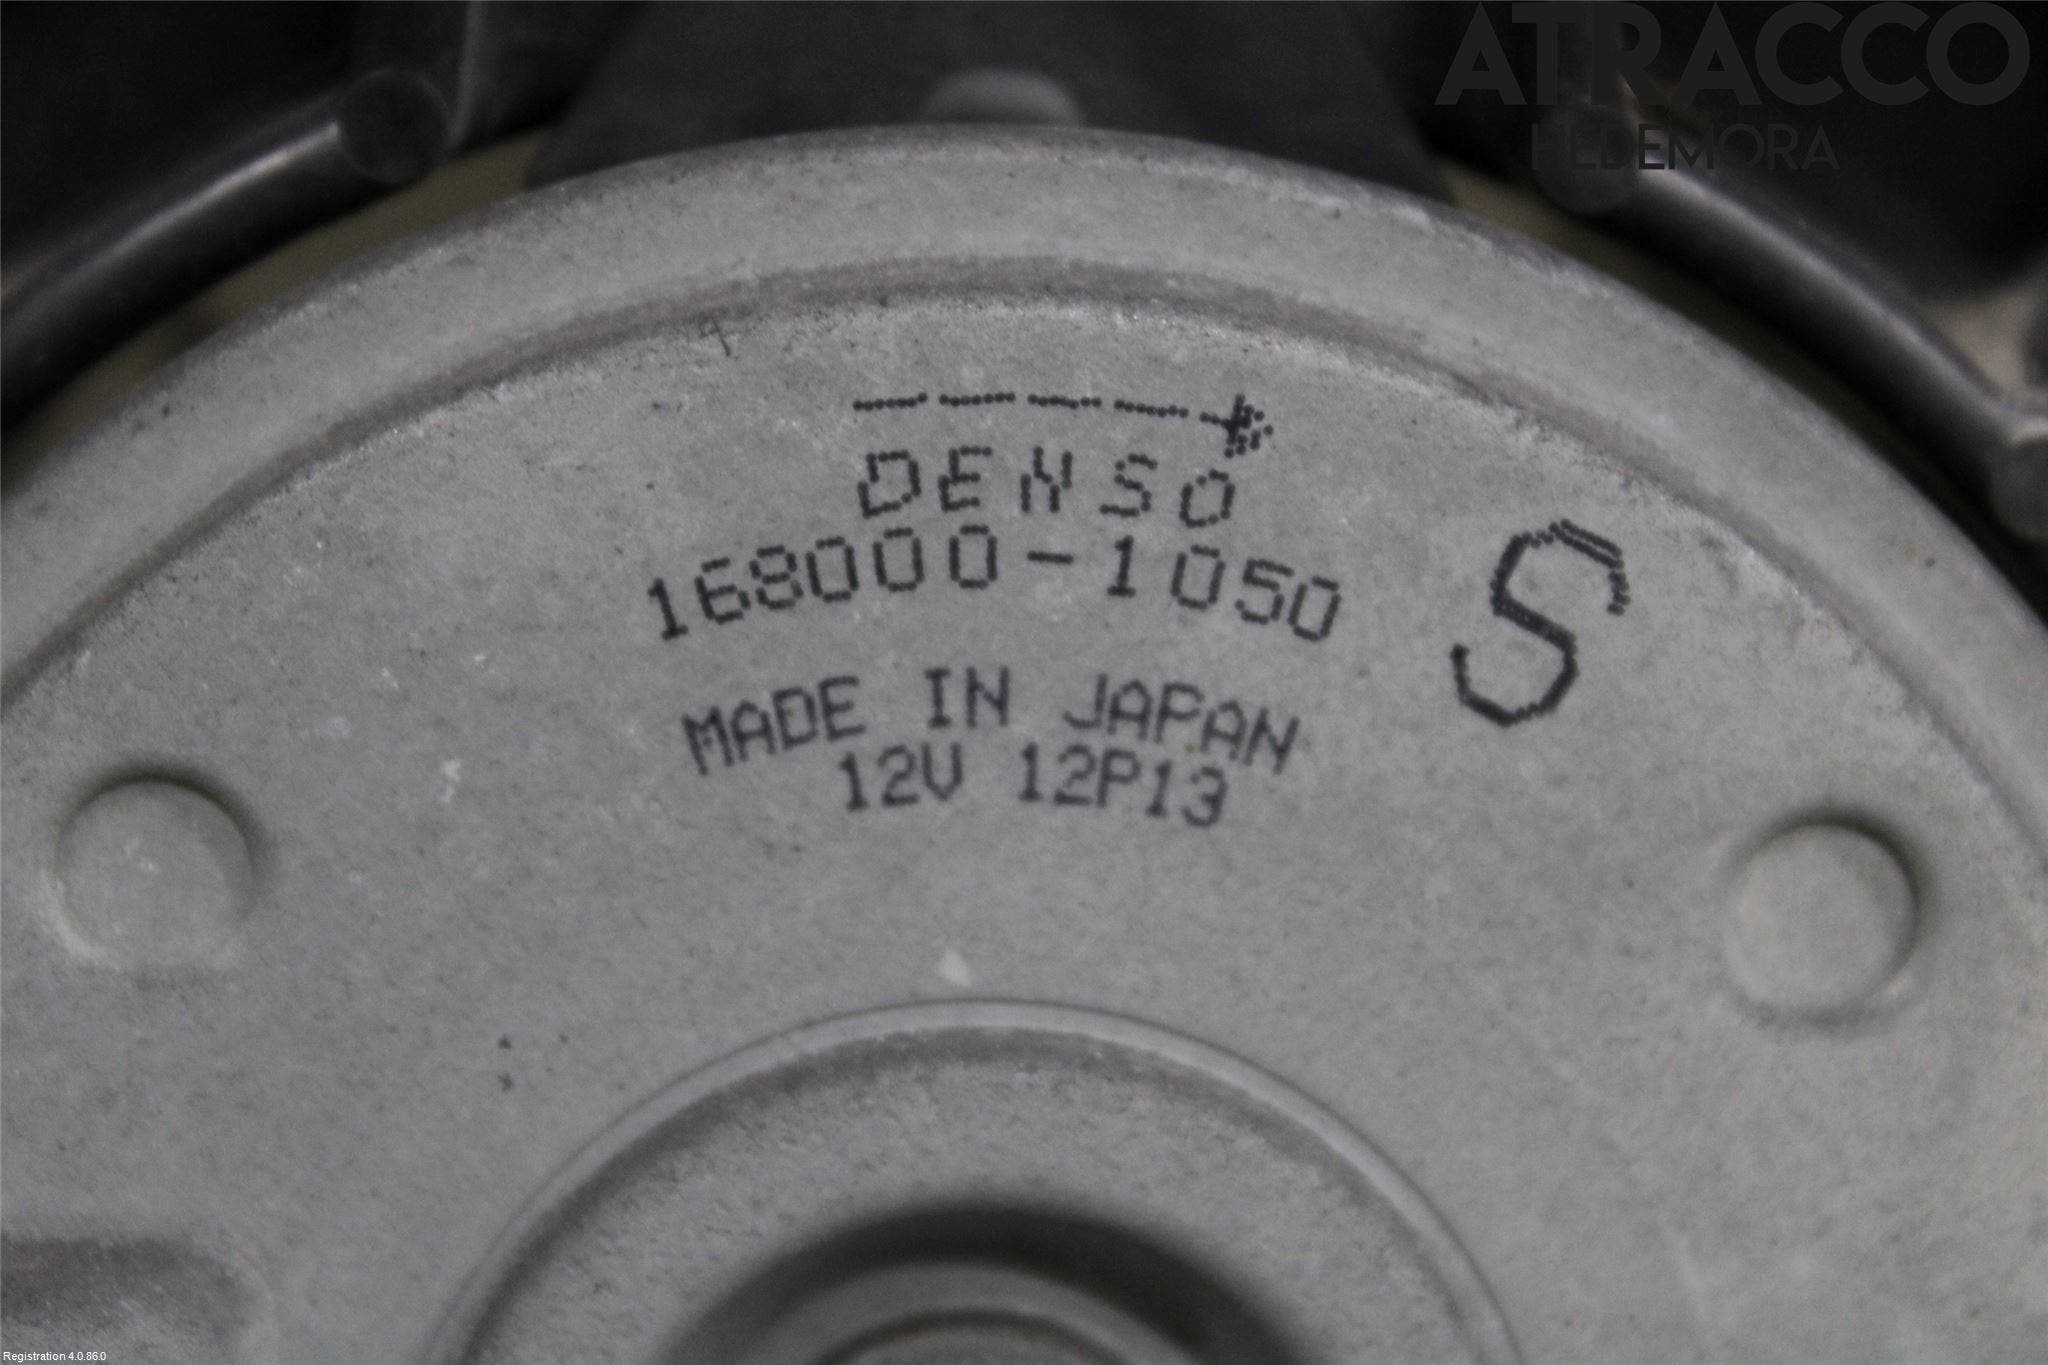 ATRACCO
HEDEMORA
DENSO
168000-1050
S
MADE IN JAPAN
12V 12P13
Registration 4.0.86.0